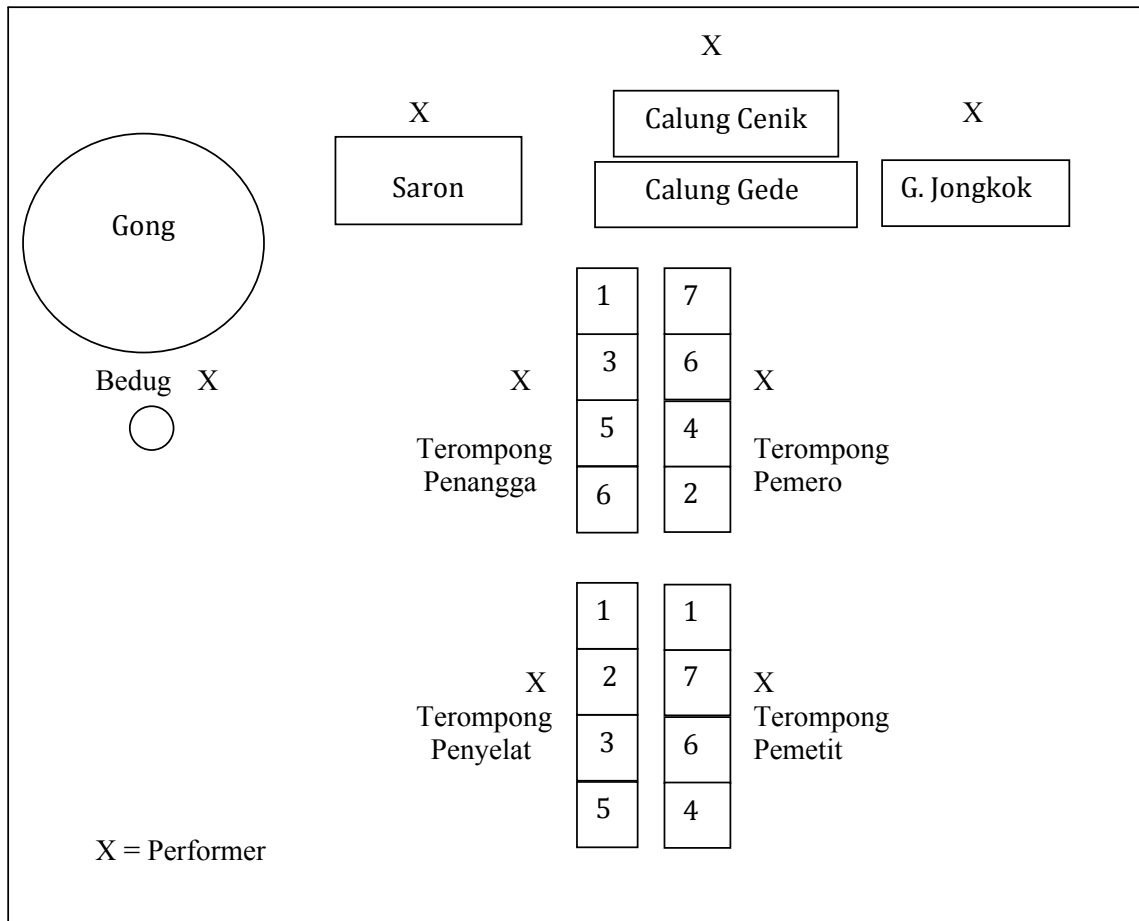 X
X
X
Calung Cenik
Saron
Calung Gede
G. Jongkok
Gong
1 7
3 6
Bedug X
X
X
5 4
Terompong
Penangga
Terompong
Pemero
6 2
1 1
2 7
X
X
Terompong
Penyelat
Terompong
Pemetit
3 6
5 4
X = Performer